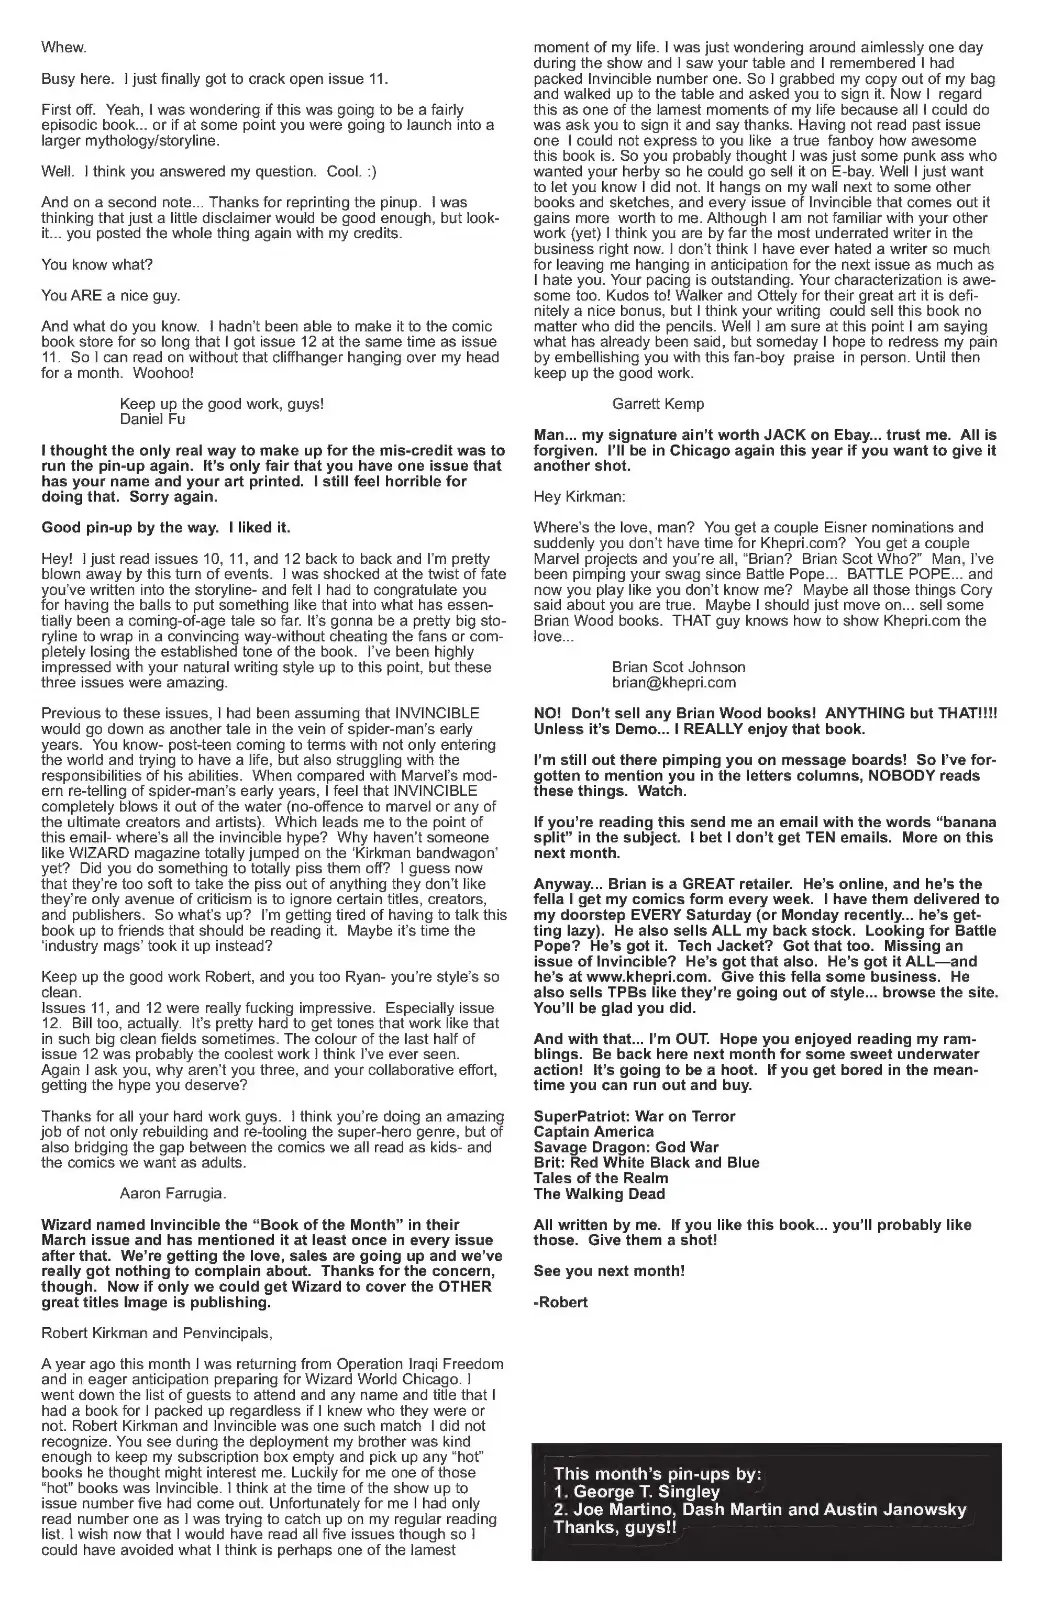 Whew.
Busy here.  I just finally got to crack open issue 11.
First off.  Yeah, I was wondering if this was going to be a fairly
episodic book... or if at some point you were going to launch into a
larger mythology/storyline.
Well.  I think you answered my question.  Cool. :)
And on a second note... Thanks for reprinting the pinup.  I was
thinking that just a little disclaimer would be good enough, but look-
it... you posted the whole thing again with my credits.
You know what?
You ARE a nice guy.
And what do you know.  I hadn't been able to make it to the comic
book store for so long that I got issue 12 at the same time as issue
11.  So I can read on without that cliffhanger hanging over my head
for a month.  Woohoo!
Keep up the good work, guys!
Daniel Fu
I thought the only real way to make up for the mis-credit was to
run the pin-up again.  It's only fair that you have one issue that
has your name and your art printed.  I still feel horrible for
doing that.  Sorry again.
Good pin-up by the way.  I liked it.
Hey!  I just read issues 10, 11, and 12 back to back and I'm pretty
blown away by this turn of events.  I was shocked at the twist of fate
you've written into the storyline- and felt I had to congratulate you
for having the balls to put something like that into what has essen-
tially been a coming-of-age tale so far. It's gonna be a pretty big sto-
ryline to wrap in a convincing way-without cheating the fans or com-
pletely losing the established tone of the book.  I've been highly
impressed with your natural writing style up to this point, but these
three issues were amazing.
Previous to these issues, I had been assuming that INVINCIBLE
would go down as another tale in the vein of spider-man's early
years.  You know- post-teen coming to terms with not only entering
the world and trying to have a life, but also struggling with the
responsibilities of his abilities.  When compared with Marvel's mod-
ern re-telling of spider-man's early years, I feel that INVINCIBLE
completely blows it out of the water (no-offence to marvel or any of
the ultimate creators and artists).  Which leads me to the point of
this email- where's all the invincible hype?  Why haven't someone
like WIZARD magazine totally jumped on the 'Kirkman bandwagon'
yet?  Did you do something to totally piss them off?  I guess now
that they're too soft to take the piss out of anything they don't like
they're only avenue of criticism is to ignore certain titles, creators,
and publishers.  So what's up?  I'm getting tired of having to talk this
book up to friends that should be reading it.  Maybe it's time the
'industry mags' took it up instead?
Keep up the good work Robert, and you too Ryan- you're style's so
clean.
Issues 11, and 12 were really fucking impressive.  Especially issue
12.  Bill too, actually.  It's pretty hard to get tones that work like that
in such big clean fields sometimes. The colour of the last half of
issue 12 was probably the coolest work I think I've ever seen.
Again I ask you, why aren't you three, and your collaborative effort,
getting the hype you deserve?
Thanks for all your hard work guys.  I think you're doing an amazing
job of not only rebuilding and re-tooling the super-hero genre, but of
also bridging the gap between the comics we all read as kids- and
the comics we want as adults.
Aaron Farrugia.
Wizard named Invincible the "Book of the Month" in their
March issue and has mentioned it at least once in every issue
after that.  We're getting the love, sales are going up and we've
really got nothing to complain about.  Thanks for the concern,
though.  Now if only we could get Wizard to cover the OTHER
great titles Image is publishing.
Robert Kirkman and Penvincipals,
A year ago this month I was returning from Operation Iraqi Freedom
and in eager anticipation preparing for Wizard World Chicago. I
went down the list of guests to attend and any name and title that I
had a book for I packed up regardless if I knew who they were or
not. Robert Kirkman and Invincible was one such match  I did not
recognize. You see during the deployment my brother was kind
enough to keep my subscription box empty and pick up any "hot"
books he thought might interest me. Luckily for me one of those
"hot" books was Invincible. I think at the time of the show up to
issue number five had come out. Unfortunately for me I had only
read number one as I was trying to catch up on my regular reading
list. I wish now that I would have read all five issues though so I
could have avoided what I think is perhaps one of the lamest
moment of my life. I was just wondering around aimlessly one day
during the show and I saw your table and I remembered I had
packed Invincible number one. So I grabbed my copy out of my bag
and walked up to the table and asked you to sign it. Now I  regard
this as one of the lamest moments of my life because all I could do
was ask you to sign it and say thanks. Having not read past issue
one  I could not express to you like  a true  fanboy how awesome
this book is. So you probably thought I was just some punk ass who
wanted your herby so he could go sell it on E-bay. Well I just want
to let you know I did not. It hangs on my wall next to some other
books and sketches, and every issue of Invincible that comes out it
gains more  worth to me. Although I am not familiar with your other
work (yet) I think you are by far the most underrated writer in the
business right now. I don't think I have ever hated a writer so much
for leaving me hanging in anticipation for the next issue as much as
I hate you. Your pacing is outstanding. Your characterization is awe-
some too. Kudos to! Walker and Ottely for their great art it is defi-
nitely a nice bonus, but I think your writing  could sell this book no
matter who did the pencils. Well I am sure at this point I am saying
what has already been said, but someday I hope to redress my pain
by embellishing you with this fan-boy  praise  in person. Until then
keep up the good work.
Garrett Kemp
Man... my signature ain't worth JACK on Ebay... trust me.  All is
forgiven.  I'll be in Chicago again this year if you want to give it
another shot.
Hey Kirkman:
Where's the love, man?  You get a couple Eisner nominations and
suddenly you don't have time for Khepri.com?  You get a couple
Marvel projects and you're all, "Brian?  Brian Scot Who?"  Man, I've
been pimping your swag since Battle Pope...  BATTLE POPE... and
now you play like you don't know me?  Maybe all those things Cory
said about you are true.  Maybe I should just move on... sell some
Brian Wood books.  THAT guy knows how to show Khepri.com the
love...
Brian Scot Johnson
brian@khepri.com
NO!  Don't sell any Brian Wood books!  ANYTHING but THAT!!!!
Unless it's Demo... I REALLY enjoy that book.
I'm still out there pimping you on message boards!  So I've for-
gotten to mention you in the letters columns, NOBODY reads
these things.  Watch.
If you're reading this send me an email with the words "banana
split" in the subject.  I bet I don't get TEN emails.  More on this
next month.
Anyway... Brian is a GREAT retailer.  He's online, and he's the
fella I get my comics form every week.  I have them delivered to
my doorstep EVERY Saturday (or Monday recently... he's get-
ting lazy).  He also sells ALL my back stock.  Looking for Battle
Pope?  He's got it.  Tech Jacket?  Got that too.  Missing an
issue of Invincible?  He's got that also.  He's got it ALL—and
he's at www.khepri.com.  Give this fella some business.  He
also sells TPBs like they're going out of style... browse the site.
You'll be glad you did.
And with that... I'm OUT.  Hope you enjoyed reading my ram-
blings.  Be back here next month for some sweet underwater
action!  It's going to be a hoot.  If you get bored in the mean-
time you can run out and buy.
SuperPatriot: War on Terror
Captain America
Savage Dragon: God War
Brit: Red White Black and Blue
Tales of the Realm
The Walking Dead
All written by me.  If you like this book... you'll probably like
those.  Give them a shot!
See you next month!
-Robert
This month's pin-ups by:
1. George T. Singley
2. Joe Martino, Dash Martin and Austin Janowsky
Thanks, guys!!